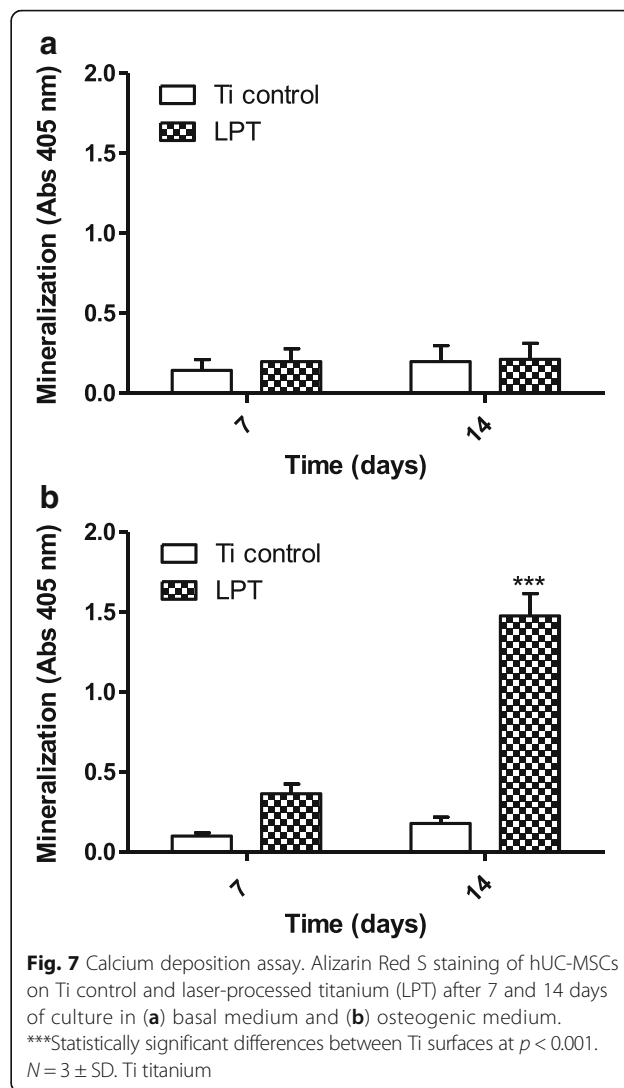 a
2.0
1.5
1.0
0.5
0.0
Mineralization (Abs 405 nm)
Ti control
LPT
7
14
Time (days)
b
2.0
1.5
1.0
0.5
0.0
Mineralization (Abs 405 nm)
Ti control
LPT
***
7
14
Time (days)
Fig. 7 Calcium deposition assay. Alizarin Red S staining of hUC-MSCs
on Ti control and laser-processed titanium (LPT) after 7 and 14 days
of culture in (a) basal medium and (b) osteogenic medium.
***Statistically significant differences between Ti surfaces at p < 0.001.
N = 3 ± SD. Ti titanium